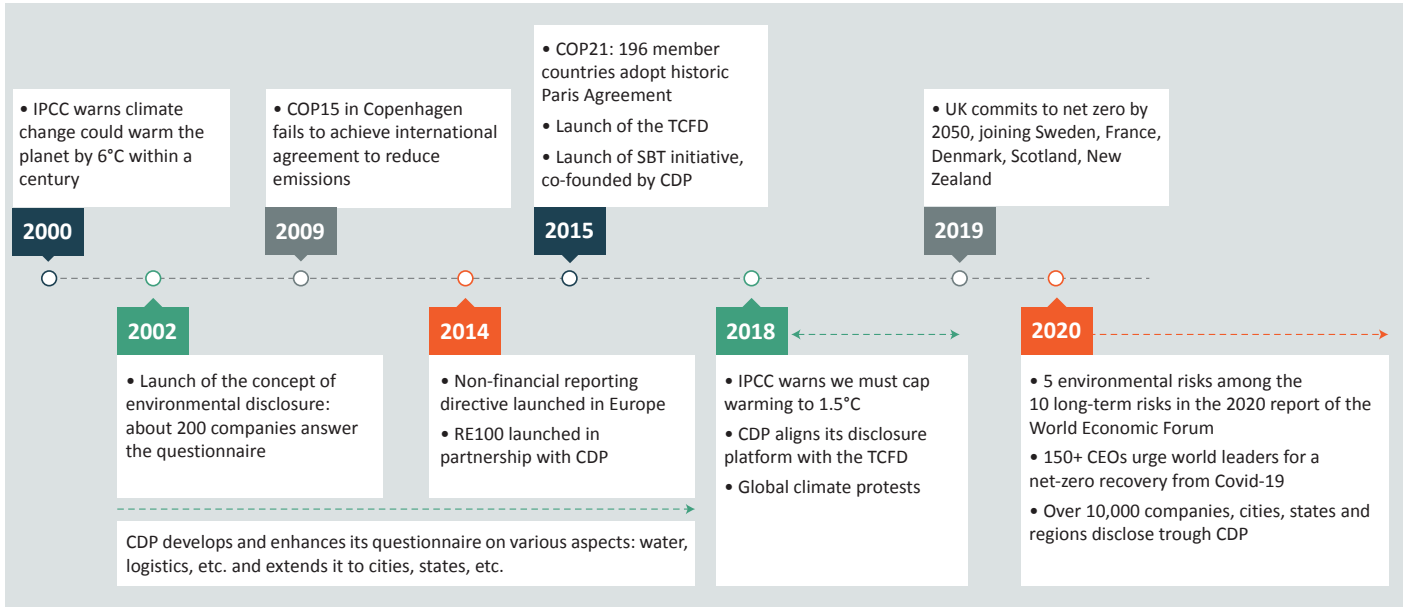 • IPCC warns climate
change could warm the
planet by 6°C within a
century
2000
• COP15 in Copenhagen
fails to achieve international
agreement to reduce
emissions
2009
• COP21: 196 member
countries adopt historic
Paris Agreement
• Launch of the TCFD
• Launch of SBT initiative,
co-founded by CDP
2015
• UK commits to net zero by
2050, joining Sweden, France,
Denmark, Scotland, New
Zealand
2019
2002
• Launch of the concept of
environmental disclosure:
about 200 companies answer
the questionnaire
2014
• Non-financial reporting
directive launched in Europe
• RE100 launched in
partnership with CDP
CDP develops and enhances its questionnaire on various aspects: water,
logistics, etc. and extends it to cities, states, etc.
2018
• IPCC warns we must cap
warming to 1.5°C
• CDP aligns its disclosure
platform with the TCFD
• Global climate protests
2020
• 5 environmental risks among the
10 long-term risks in the 2020 report of the
World Economic Forum
• 150+ CEOs urge world leaders for a
net-zero recovery from Covid-19
• Over 10,000 companies, cities, states and
regions disclose trough CDP